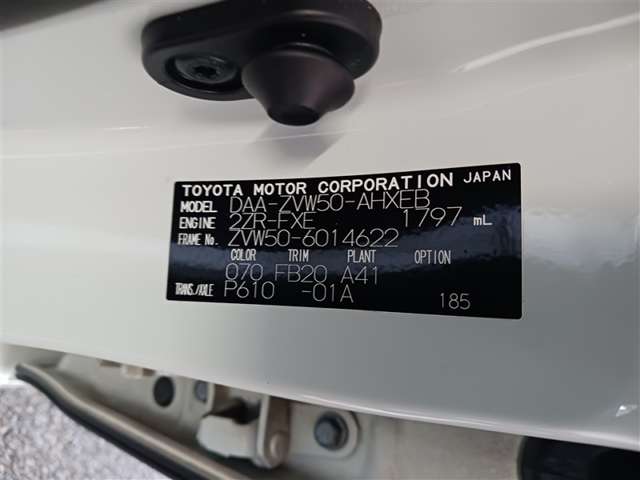 TOYOTA MOTOR CORPORATION JAPAN
MODEL DAA-ZVW50-AHXEB
ENGINE 2ZR-FXE 1797 mL
FRAME No. ZVW50-6014622
COLOR TRIM PLANT OPTION
070 FB20 A41
TRANS./AXLE P610 -01A
185